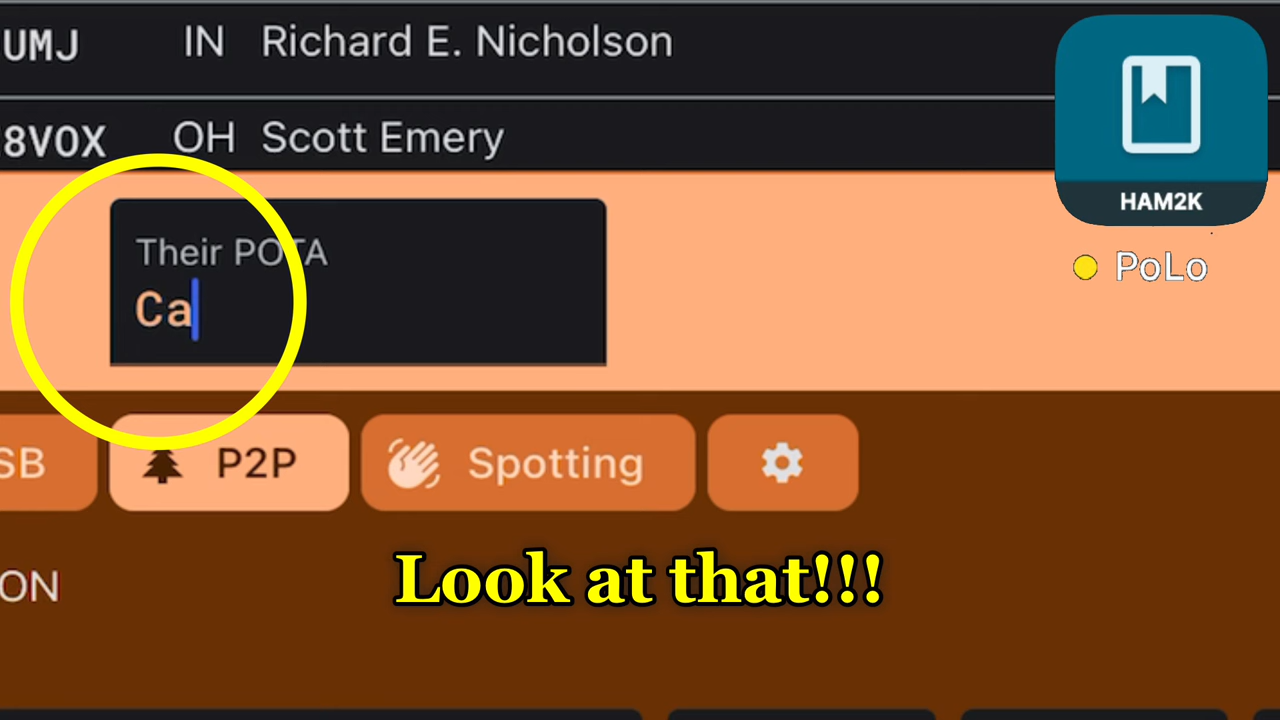 UMJ IN Richard E. Nicholson
8VOX OH Scott Emery
HAM2K
PoLo
Their POTA
Ca
SB P2P Spotting
Look at that!!!
ON